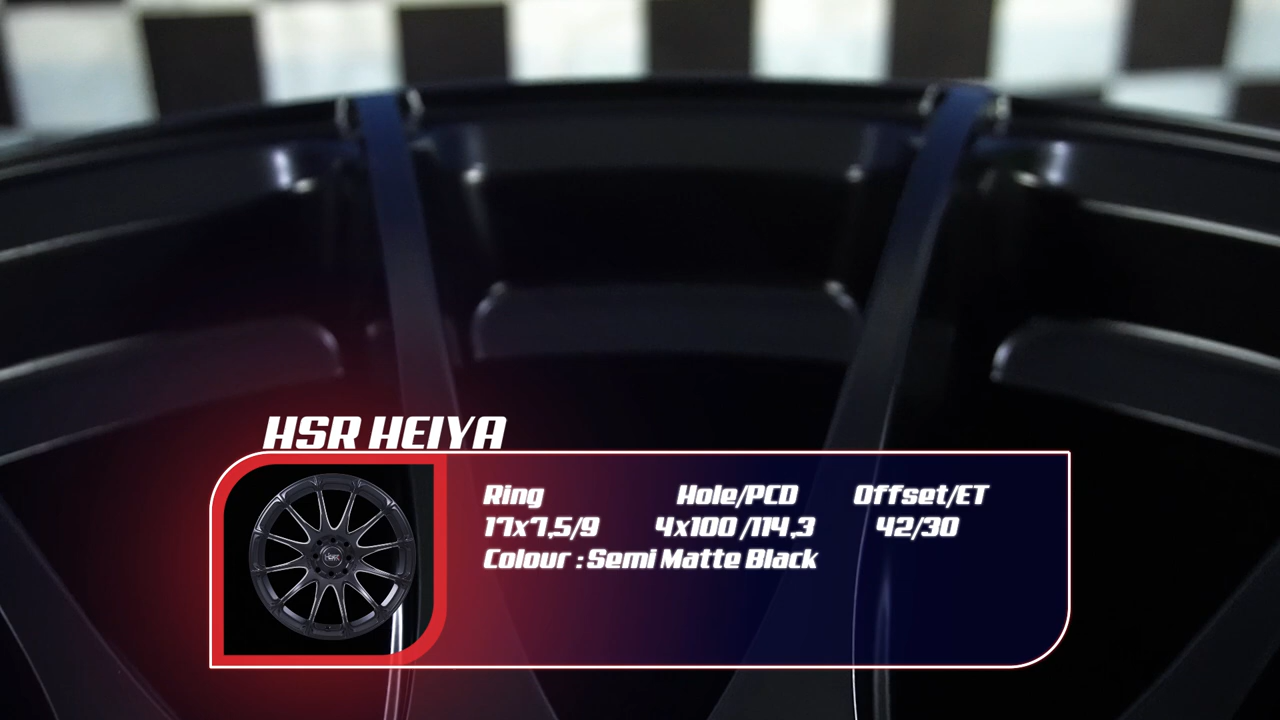 HSR HEIYA
Ring Hole/PCD Offset/ET
17x7,5/9 4x100 /114,3 42/30
Colour : Semi Matte Black
HSR